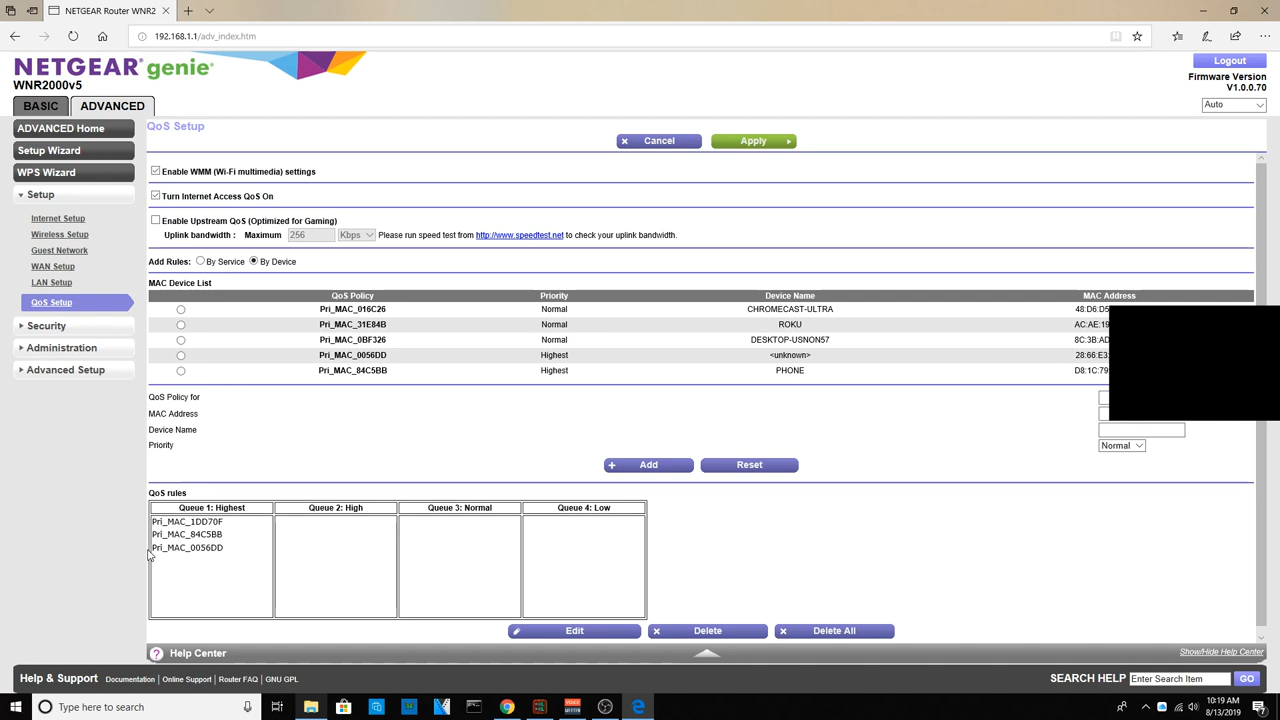 NETGEAR Router WNR2
192.168.1.1/adv_index.htm
NETGEAR genie®
WNR2000v5
Logout
Firmware Version
V1.0.0.70
BASIC
ADVANCED
Auto
ADVANCED Home
Setup Wizard
WPS Wizard
Setup
Internet Setup
Wireless Setup
Guest Network
WAN Setup
LAN Setup
QoS Setup
Security
Administration
Advanced Setup
QoS Setup
Cancel
Apply
Enable WMM (Wi-Fi multimedia) settings
Turn Internet Access QoS On
Enable Upstream QoS (Optimized for Gaming)
Uplink bandwidth : Maximum 256 Kbps Please run speed test from http://www.speedtest.net to check your uplink bandwidth.
Add Rules: By Service By Device
MAC Device List
QoS Policy Priority Device Name MAC Address
Pri_MAC_016C26 Normal CHROMECAST-ULTRA 48:D6:D5
Pri_MAC_31E84B Normal ROKU AC:AE:19
Pri_MAC_0BF326 Normal DESKTOP-USNON57 8C:3B:AD
Pri_MAC_0056DD Highest <unknown> 28:66:E3:
Pri_MAC_84C5BB Highest PHONE D8:1C:79
QoS Policy for
MAC Address
Device Name
Priority Normal
Add Reset
QoS rules
Queue 1: Highest Queue 2: High Queue 3: Normal Queue 4: Low
Pri_MAC_1DD70F
Pri_MAC_84C5BB
Pri_MAC_0056DD
Edit Delete Delete All
? Help Center
Show/Hide Help Center
Help & Support Documentation | Online Support | Router FAQ | GNU GPL
SEARCH HELP Enter Search Item GO
Type here to search
10:19 AM
8/13/2019